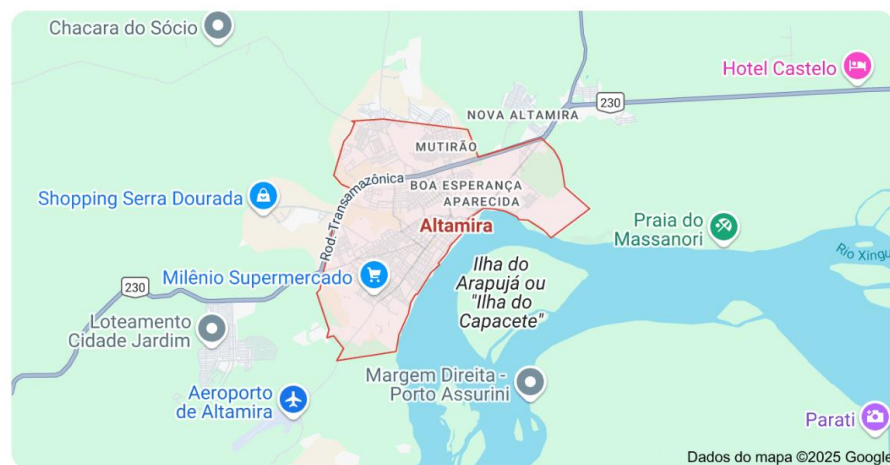 Chacara do Sócio
Hotel Castelo
230
NOVA ALTAMIRA
MUTIRÃO
Rod. Transamazônica
BOA ESPERANÇA
APARECIDA
Shopping Serra Dourada
Altamira
Praia do
Massanori
Rio Xingu
Milênio Supermercado
Ilha do
Arapujá ou
"Ilha do
Capacete"
230
Loteamento
Cidade Jardim
Margem Direita -
Porto Assurini
Aeroporto
de Altamira
Parati
Dados do mapa ©2025 Google